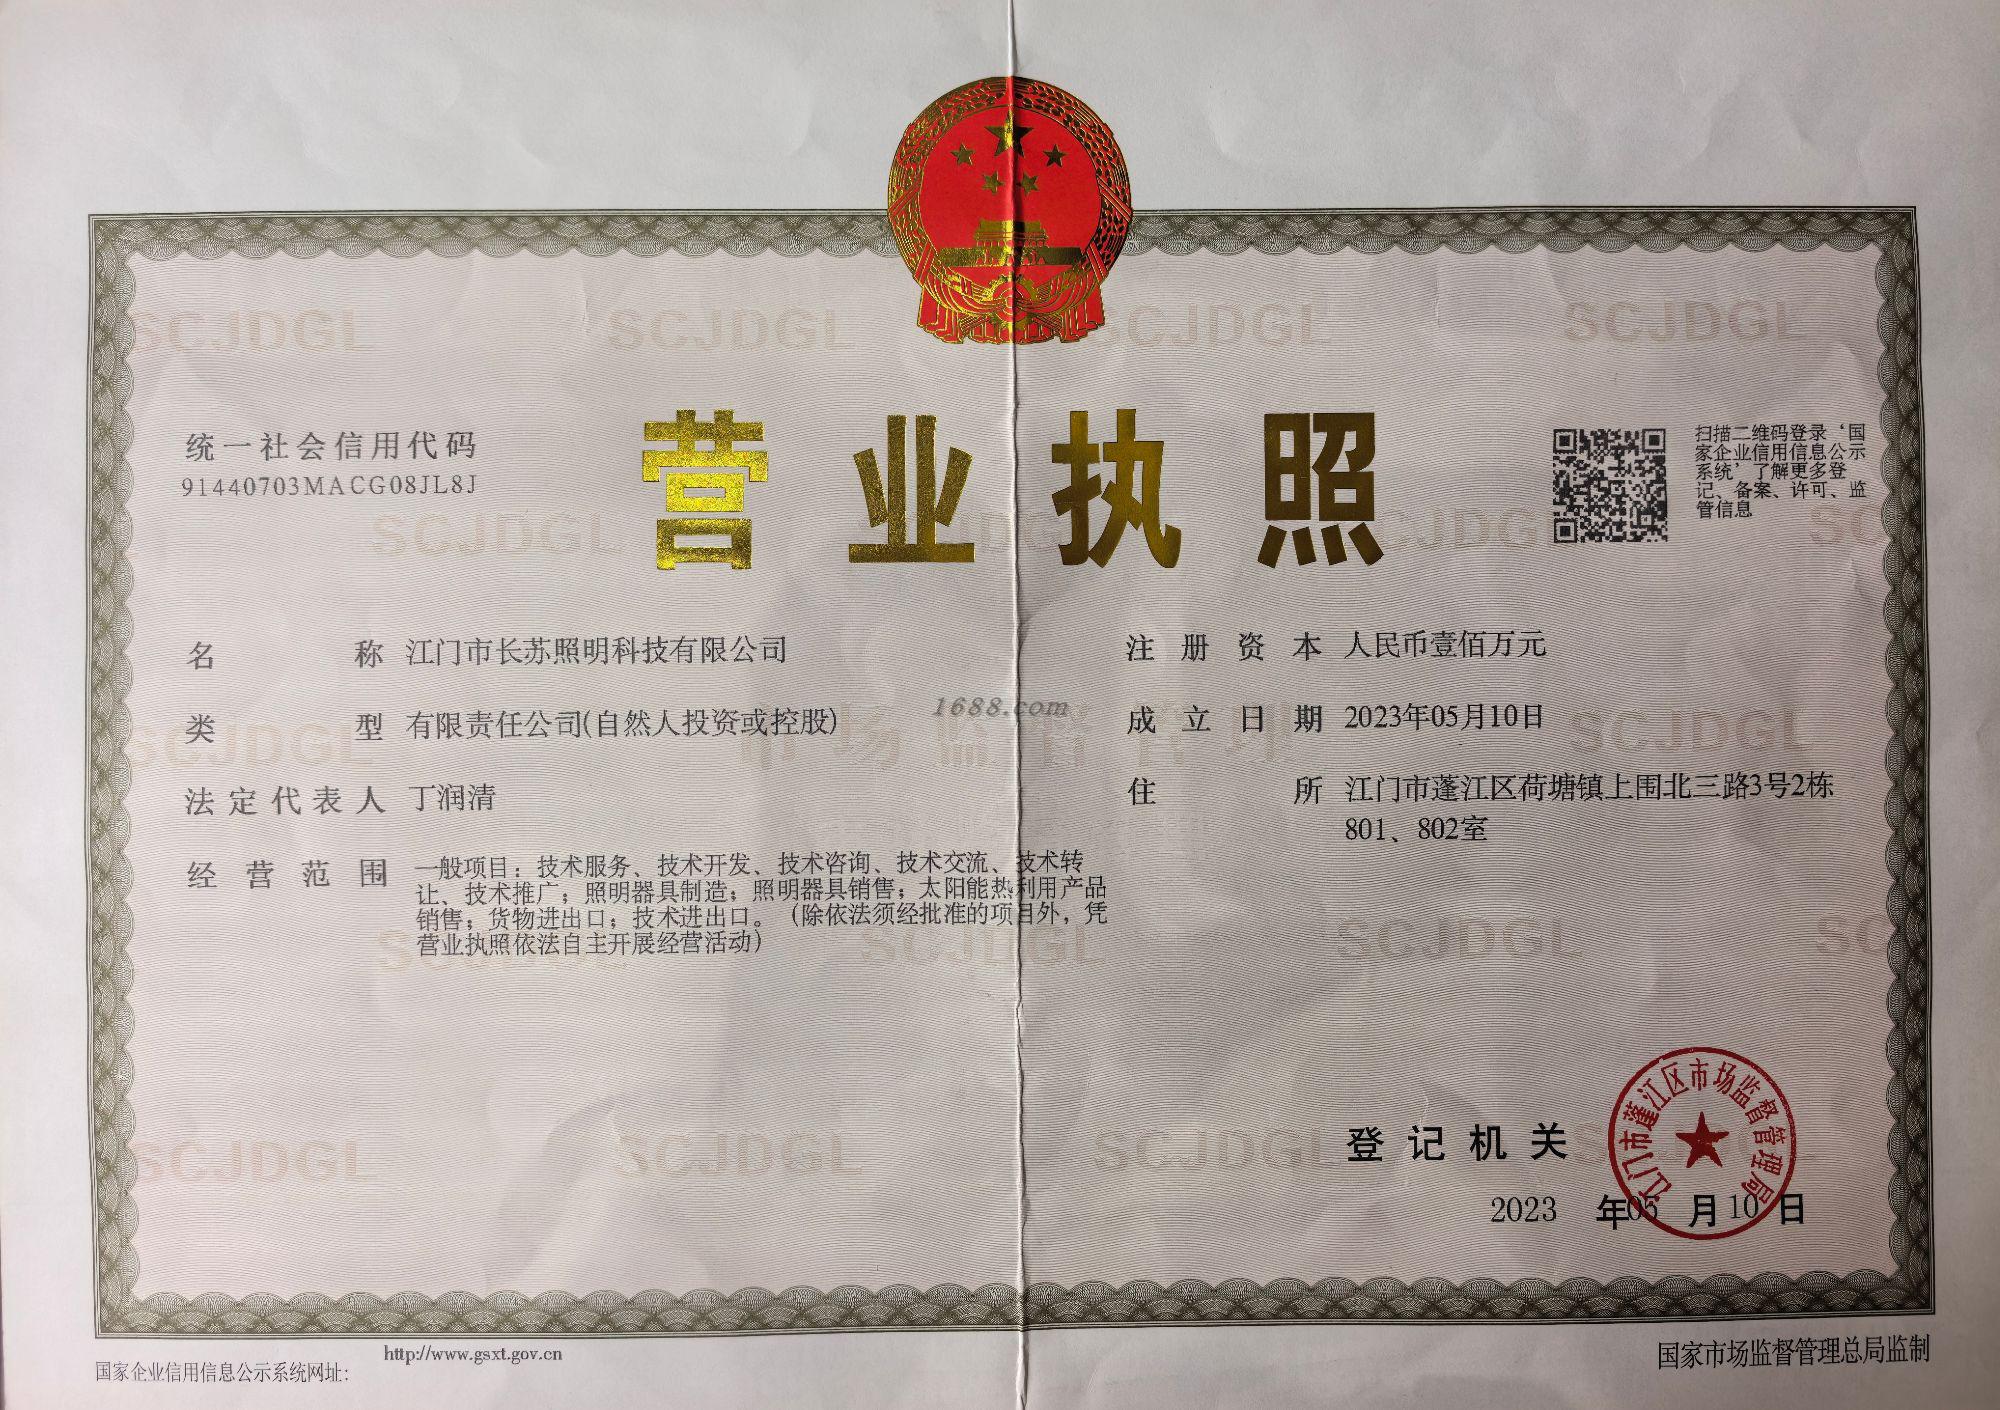 营业执照
统一社会信用代码
91440703MACG08JL8J
扫描二维码登录‘国
家企业信用信息公示
系统’了解更多登
记、备案、许可、监
管信息
名称 江门市长苏照明科技有限公司
类型 有限责任公司(自然人投资或控股)
法定代表人 丁润清
经营范围 一般项目：技术服务、技术开发、技术咨询、技术交流、技术转
让、技术推广；照明器具制造；照明器具销售；太阳能热利用产品
销售；货物进出口；技术进出口。（除依法须经批准的项目外，凭
营业执照依法自主开展经营活动）
注册资本 人民币壹佰万元
成立日期 2023年05月10日
住所 江门市蓬江区荷塘镇上围北三路3号2栋
801、802室
1688.com
SCJDGL
市场监督管理
登记机关
江门市蓬江区市场监督管理局
2023 年05 月10 日
国家企业信用信息公示系统网址：
http://www.gsxt.gov.cn
国家市场监督管理总局监制